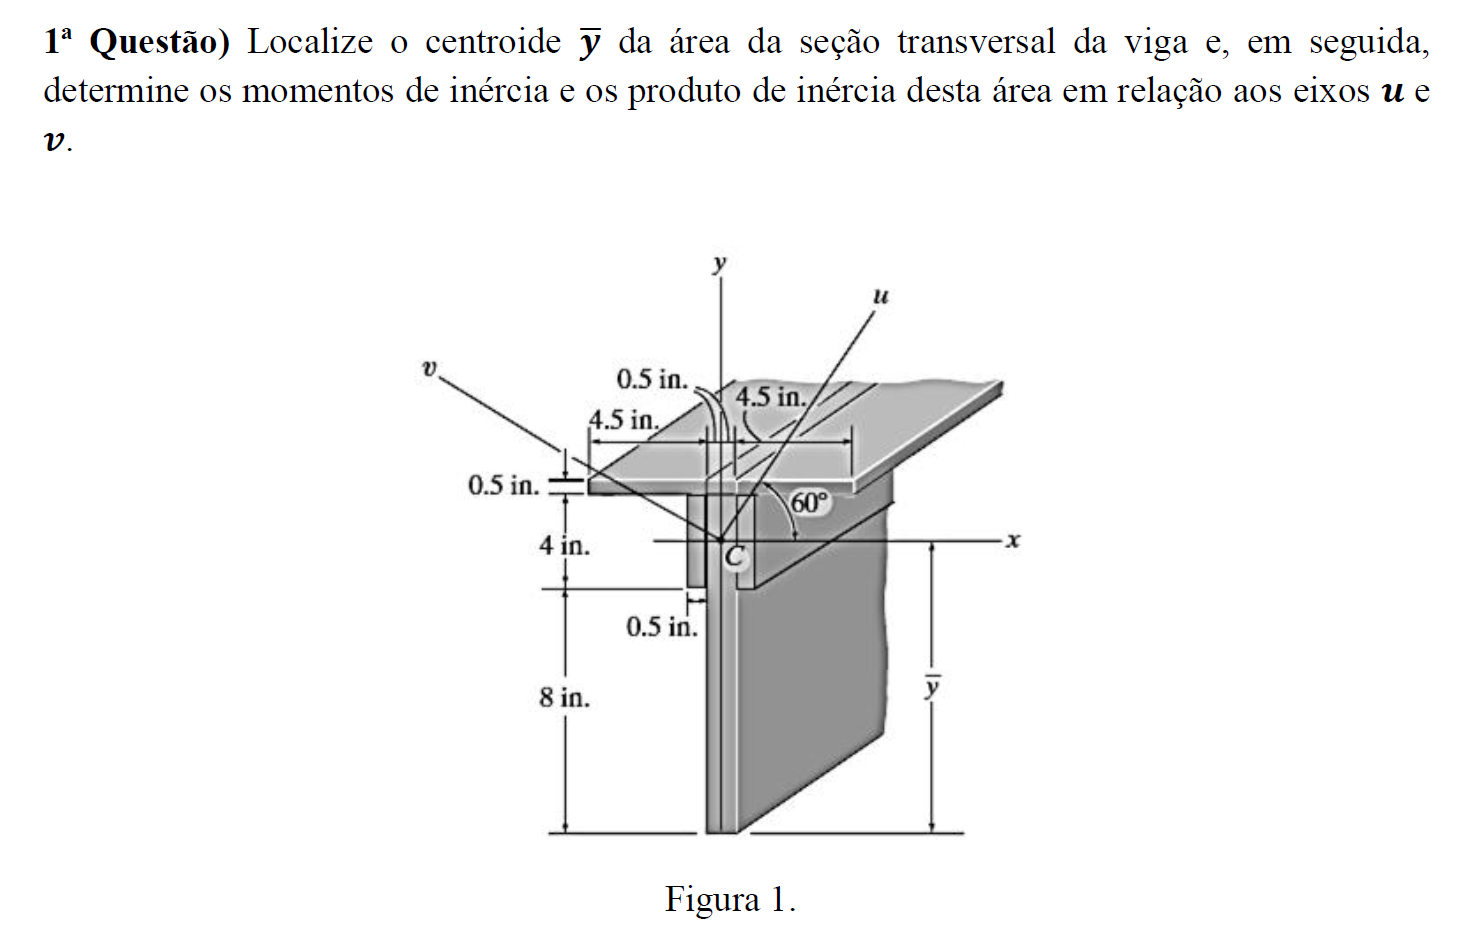 1ª Questão) Localize o centroide y̅ da área da seção transversal da viga e, em seguida,
determine os momentos de inércia e os produto de inércia desta área em relação aos eixos u e
v.
y
u
v
0.5 in.
4.5 in.
4.5 in.
0.5 in.
60°
4 in.
C
x
0.5 in.
8 in.
y̅
Figura 1.